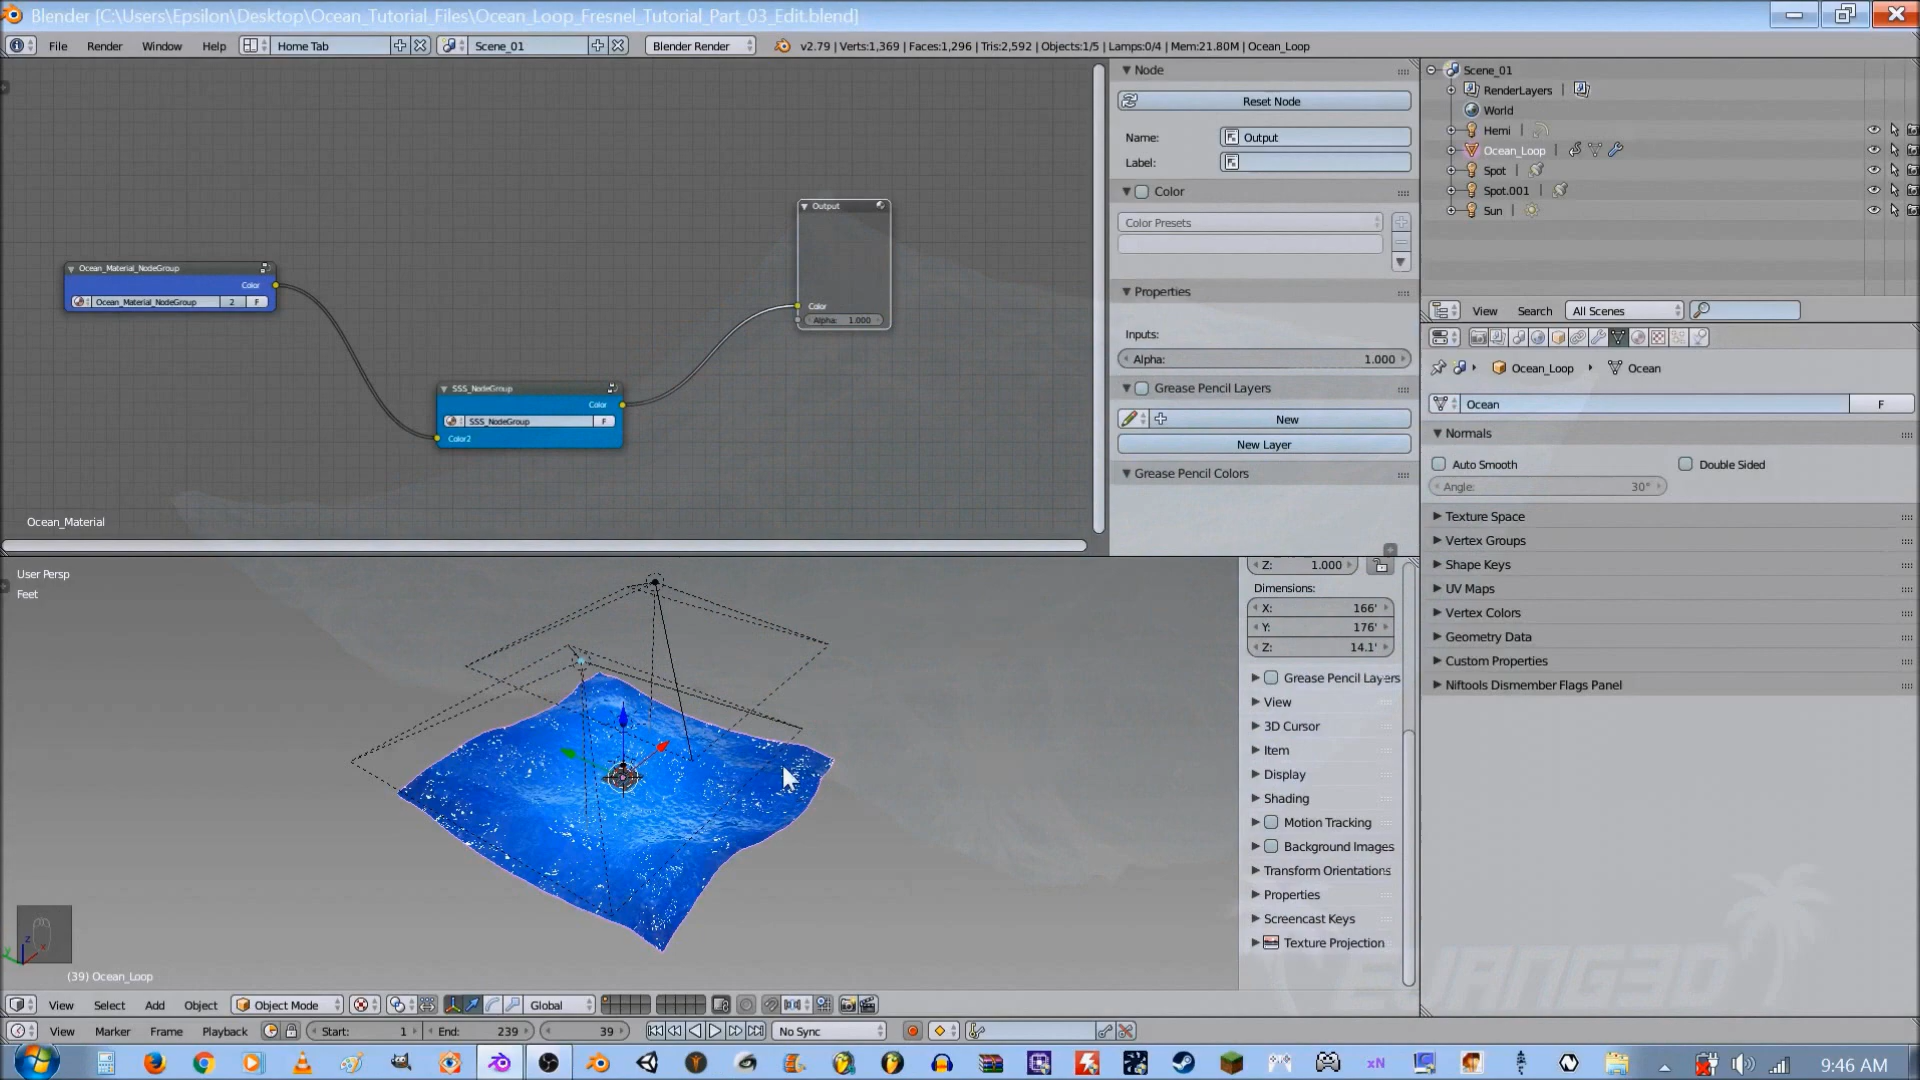 Blender [C:\Users\Epsilon\Desktop\Ocean_Tutorial_Files\Ocean_Loop_Fresnel_Tutorial_Part_03_Edit.blend]
File Render Window Help Home Tab Scene_01 Blender Render v2.79 | Verts:1,369 | Faces:1,296 | Tris:2,592 | Objects:1/5 | Lamps:0/4 | Mem:21.80M | Ocean_Loop
Ocean_Material_NodeGroup
Color
Ocean_Material_NodeGroup 2 F
SSS_NodeGroup
Color
SSS_NodeGroup F
Color2
Output
Color
Alpha: 1.000
Ocean_Material
Node
Reset Node
Name: Output
Label:
Color
Color Presets
Properties
Inputs:
Alpha: 1.000
Grease Pencil Layers
New
New Layer
Grease Pencil Colors
Scene_01
RenderLayers
World
Hemi
Ocean_Loop
Spot
Spot.001
Sun
View Search All Scenes
Ocean_Loop Ocean
Ocean F
Normals
Auto Smooth Double Sided
Angle: 30°
Texture Space
Vertex Groups
Shape Keys
UV Maps
Vertex Colors
Geometry Data
Custom Properties
Niftools Dismember Flags Panel
User Persp
Feet
(39) Ocean_Loop
Z: 1.000
Dimensions:
X: 166'
Y: 176'
Z: 14.1'
Grease Pencil Layers
View
3D Cursor
Item
Display
Shading
Motion Tracking
Background Images
Transform Orientations
Properties
Screencast Keys
Texture Projection
View Select Add Object Object Mode Global
View Marker Frame Playback Start: 1 End: 239 39 No Sync
9:46 AM